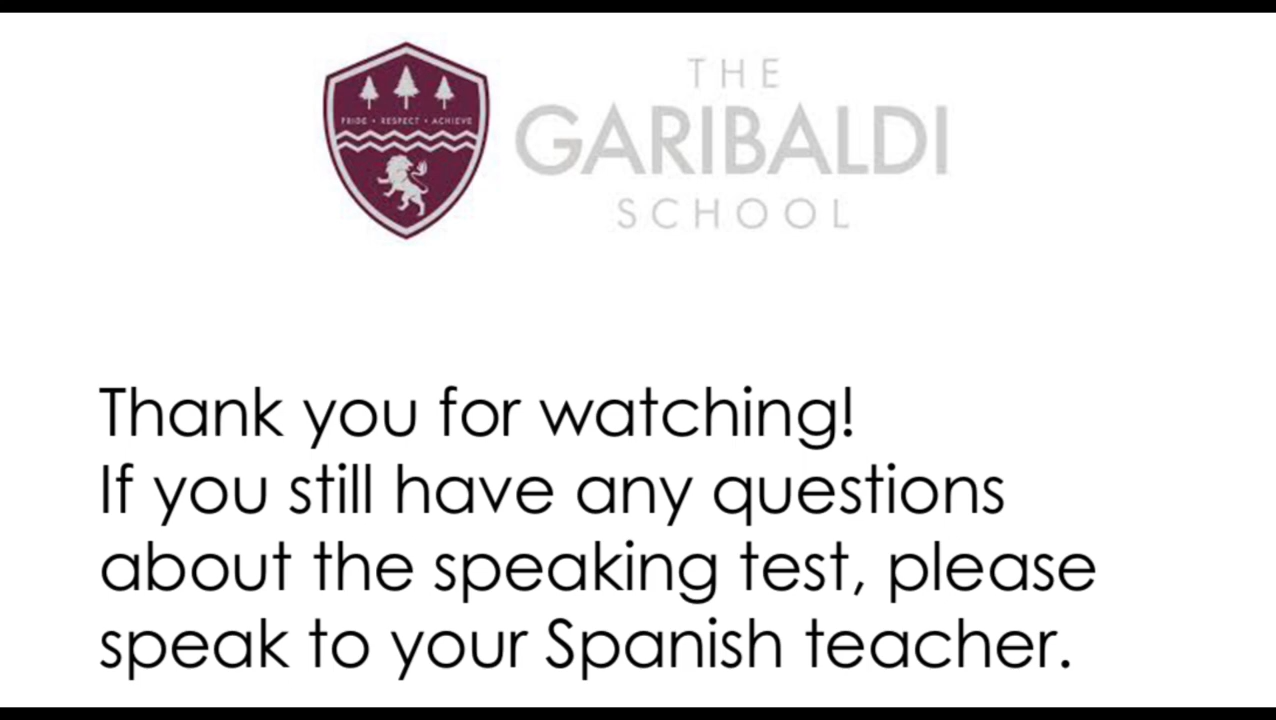 PRIDE • RESPECT • ACHIEVE
THE
GARIBALDI
SCHOOL
Thank you for watching!
If you still have any questions
about the speaking test, please
speak to your Spanish teacher.